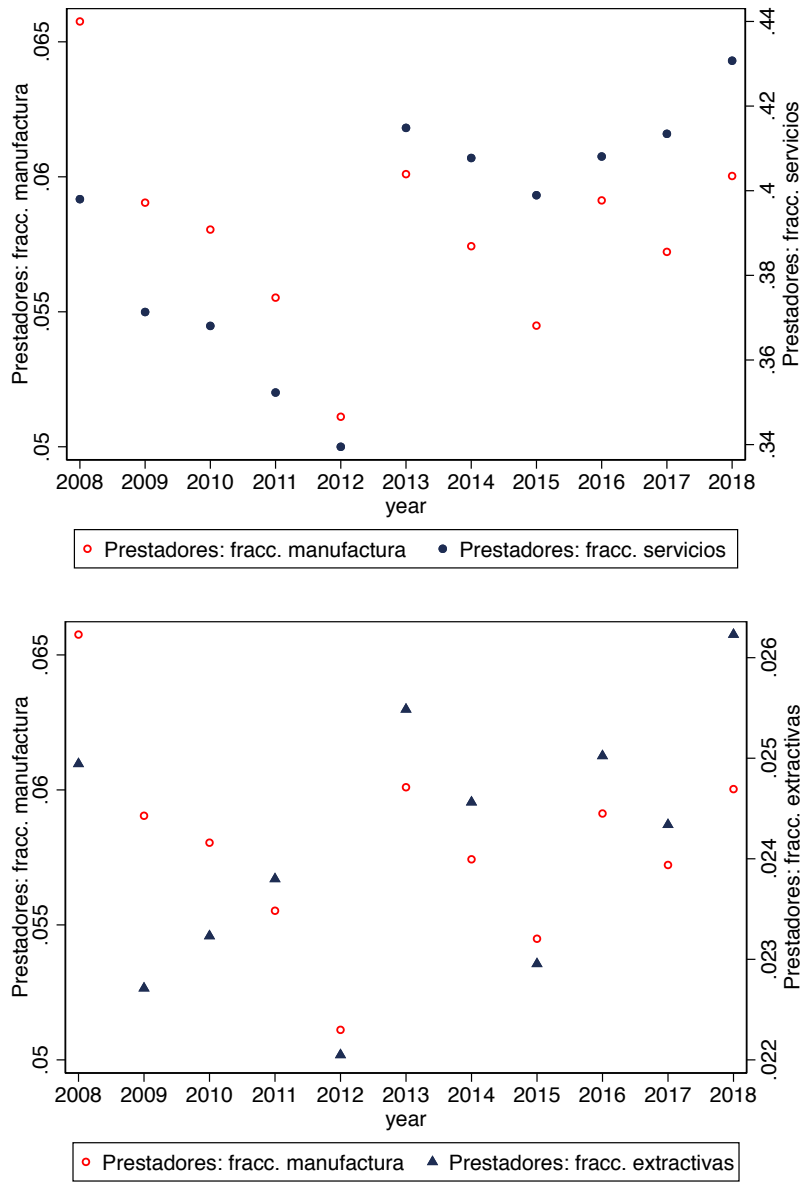 Prestadores: fracc. manufactura
.065
.06
.055
.05
.44
.42
.4
.38
.36
.34
Prestadores: fracc. servicios
2008 2009 2010 2011 2012 2013 2014 2015 2016 2017 2018
year
Prestadores: fracc. manufactura Prestadores: fracc. servicios
Prestadores: fracc. manufactura
.065
.06
.055
.05
.026
.025
.024
.023
.022
Prestadores: fracc. extractivas
2008 2009 2010 2011 2012 2013 2014 2015 2016 2017 2018
year
Prestadores: fracc. manufactura Prestadores: fracc. extractivas